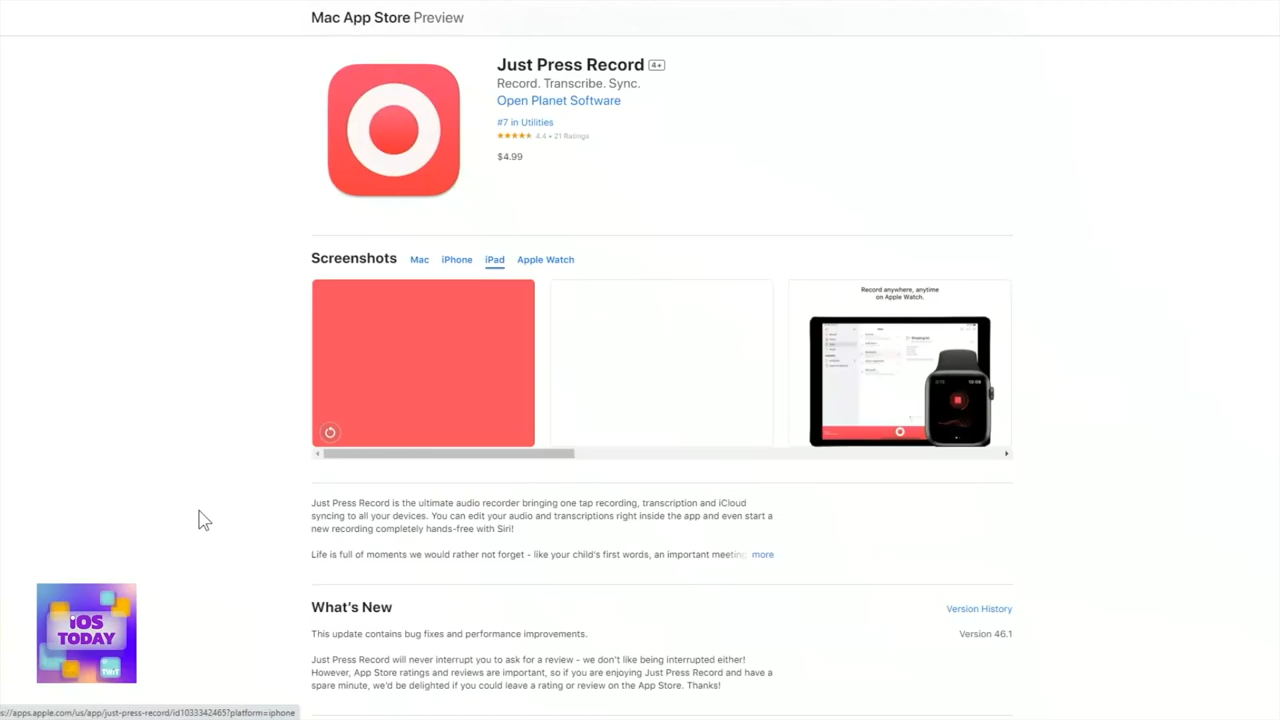 Mac App Store Preview
Just Press Record 4+
Record. Transcribe. Sync.
Open Planet Software
#7 in Utilities
4.4 • 21 Ratings
$4.99
Screenshots Mac iPhone iPad Apple Watch
Record anywhere, anytime
on Apple Watch.
Just Press Record is the ultimate audio recorder bringing one tap recording, transcription and iCloud
syncing to all your devices. You can edit your audio and transcriptions right inside the app and even start a
new recording completely hands-free with Siri!
Life is full of moments we would rather not forget - like your child's first words, an important meeting more
What's New
Version History
This update contains bug fixes and performance improvements.
Version 46.1
Just Press Record will never interrupt you to ask for a review - we don't like being interrupted either!
However, App Store ratings and reviews are important, so if you are enjoying Just Press Record and have a
spare minute, we'd be delighted if you could leave a rating or review on the App Store. Thanks!
iOS
TODAY
TWiT
s://apps.apple.com/us/app/just-press-record/id1033342465?platform=iphone